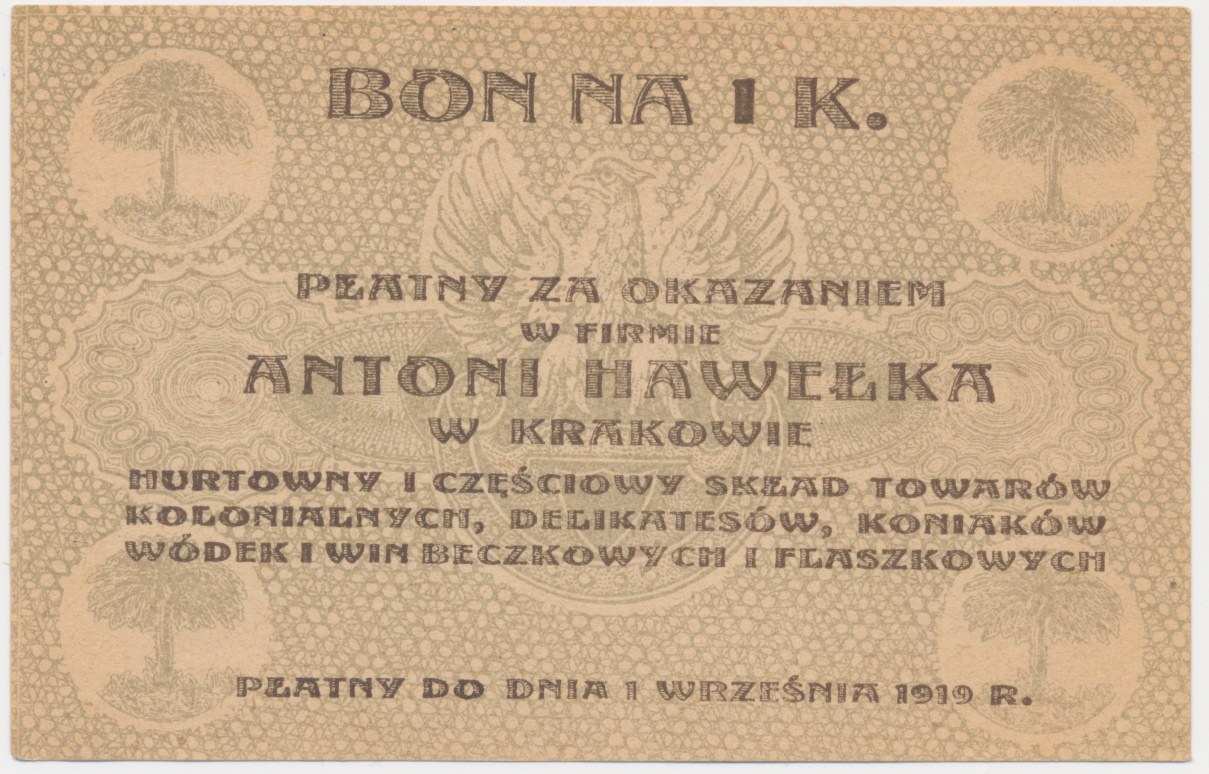 BON NA 1 K.
PŁATNY ZA OKAZANIEM
W FIRMIE
ANTONI HAWEŁKA
W KRAKOWIE
HURTOWNY I CZĘŚCIOWY SKŁAD TOWARÓW
KOLONIALNYCH, DELIKATESÓW, KONIAKÓW
WÓDEK I WIN BECZKOWYCH I FLASZKOWYCH
PŁATNY DO DNIA 1 WRZEŚNIA 1919 R.